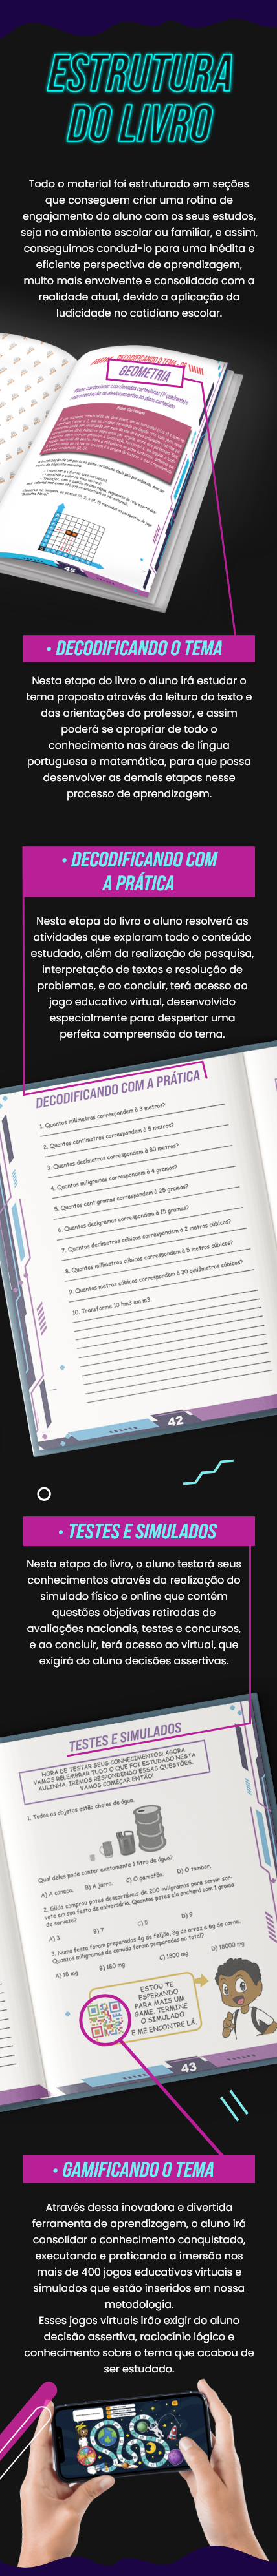 ESTRUTURA
DO LIVRO
Todo o material foi estruturado em seções
que conseguem criar uma rotina de
engajamento do aluno com os seus estudos,
seja no ambiente escolar ou familiar, e assim,
conseguimos conduzi-lo para uma inédita e
eficiente perspectiva de aprendizagem,
muito mais envolvente e consolidada com a
realidade atual, devido a aplicação da
ludicidade no cotidiano escolar.
DECODIFICANDO O TEMA
GEOMETRIA
Plano cartesiano: coordenadas cartesianas (1º quadrante) e
representação de deslocamentos no plano cartesiano
Plano Cartesiano
• DECODIFICANDO O TEMA
Nesta etapa do livro o aluno irá estudar o
tema proposto através da leitura do texto e
das orientações do professor, e assim
poderá se apropriar de todo o
conhecimento nas áreas de língua
portuguesa e matemática, para que possa
desenvolver as demais etapas nesse
processo de aprendizagem.
• DECODIFICANDO COM
A PRÁTICA
Nesta etapa do livro o aluno resolverá as
atividades que exploram todo o conteúdo
estudado, além da realização de pesquisa,
interpretação de textos e resolução de
problemas, e ao concluir, terá acesso ao
jogo educativo virtual, desenvolvido
especialmente para despertar uma
perfeita compreensão do tema.
DECODIFICANDO COM A PRÁTICA
1. Quantos milímetros correspondem à 3 metros?
2. Quantos centímetros correspondem à 5 metros?
3. Quantos decímetros correspondem à 80 metros?
4. Quantos miligramas correspondem à 4 gramas?
5. Quantos centigramas correspondem à 25 gramas?
6. Quantos decigramas correspondem à 15 gramas?
7. Quantos decímetros cúbicos correspondem à 2 metros cúbicos?
8. Quantos milímetros cúbicos correspondem à 5 metros cúbicos?
9. Quantos metros cúbicos correspondem à 30 quilômetros cúbicos?
10. Transforme 10 hm3 em m3.
42
• TESTES E SIMULADOS
Nesta etapa do livro, o aluno testará seus
conhecimentos através da realização do
simulado físico e online que contém
questões objetivas retiradas de
avaliações nacionais, testes e concursos,
e ao concluir, terá acesso ao virtual, que
exigirá do aluno decisões assertivas.
TESTES E SIMULADOS
HORA DE TESTAR SEUS CONHECIMENTOS! AGORA
VAMOS RELEMBRAR TUDO O QUE FOI ESTUDADO NESTA
AULINHA, IREMOS RESPONDENDO ESSAS QUESTÕES.
VAMOS COMEÇAR ENTÃO!
1. Todos os objetos estão cheios de água.
Qual deles pode conter exatamente 1 litro de água?
A) A caneca. B) A jarra. C) O garrafão. D) O tambor.
2. Gilda comprou potes descartáveis de 200 miligramas para servir sor-
vete em sua festa de aniversário. Quantos potes ela encherá com 1 grama
de sorvete?
A) 3 B) 7 C) 5 D) 9
3. Numa festa foram preparadas 4g de feijão, 8g de arroz e 6g de carne.
Quantos miligramas de comida foram preparadas no total?
A) 18 mg B) 180 mg C) 1800 mg D) 18000 mg
ESTOU TE
ESPERANDO
PARA MAIS UM
GAME. TERMINE
O SIMULADO
E ME ENCONTRE LÁ.
43
• GAMIFICANDO O TEMA
Através dessa inovadora e divertida
ferramenta de aprendizagem, o aluno irá
consolidar o conhecimento conquistado,
executando e praticando a imersão nos
mais de 400 jogos educativos virtuais e
simulados que estão inseridos em nossa
metodologia.
Esses jogos virtuais irão exigir do aluno
decisão assertiva, raciocínio lógico e
conhecimento sobre o tema que acabou de
ser estudado.